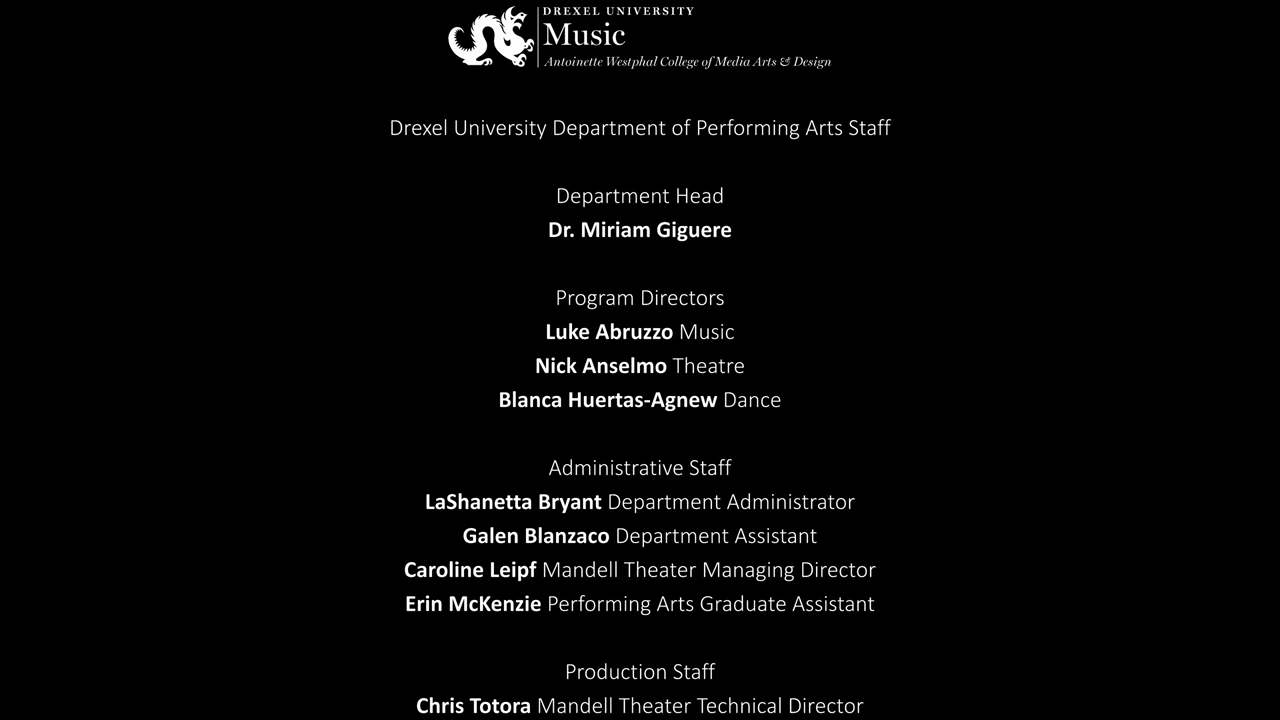 DREXEL UNIVERSITY
Music
Antoinette Westphal College of Media Arts & Design
Drexel University Department of Performing Arts Staff
Department Head
Dr. Miriam Giguere
Program Directors
Luke Abruzzo Music
Nick Anselmo Theatre
Blanca Huertas-Agnew Dance
Administrative Staff
LaShanetta Bryant Department Administrator
Galen Blanzaco Department Assistant
Caroline Leipf Mandell Theater Managing Director
Erin McKenzie Performing Arts Graduate Assistant
Production Staff
Chris Totora Mandell Theater Technical Director